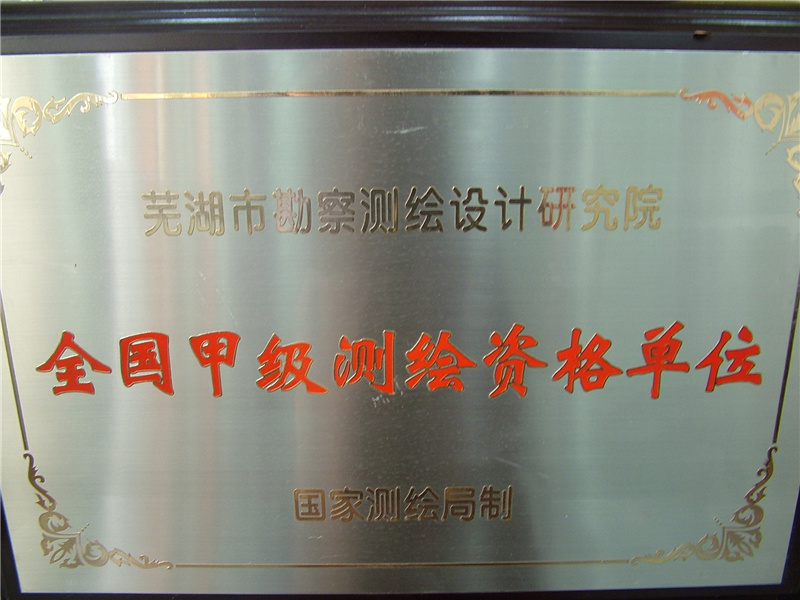 芜湖市勘察测绘设计研究院
全国甲级测绘资格单位
国家测绘局制